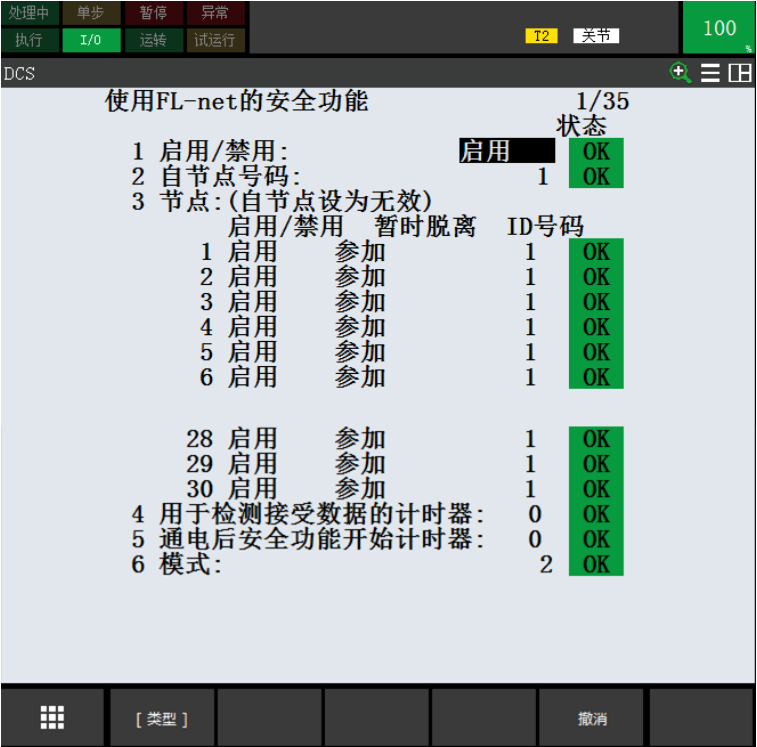 处理中 单步 暂停 异常
执行 I/O 运转 试运行 T2 关节 100 %
DCS
使用FL-net的安全功能 1/35
状态
1 启用/禁用: 启用 OK
2 自节点号码: 1 OK
3 节点:(自节点设为无效)
启用/禁用 暂时脱离 ID号码
1 启用 参加 1 OK
2 启用 参加 1 OK
3 启用 参加 1 OK
4 启用 参加 1 OK
5 启用 参加 1 OK
6 启用 参加 1 OK
28 启用 参加 1 OK
29 启用 参加 1 OK
30 启用 参加 1 OK
4 用于检测接受数据的计时器: 0 OK
5 通电后安全功能开始计时器: 0 OK
6 模式: 2 OK
[ 类型 ] 撤消